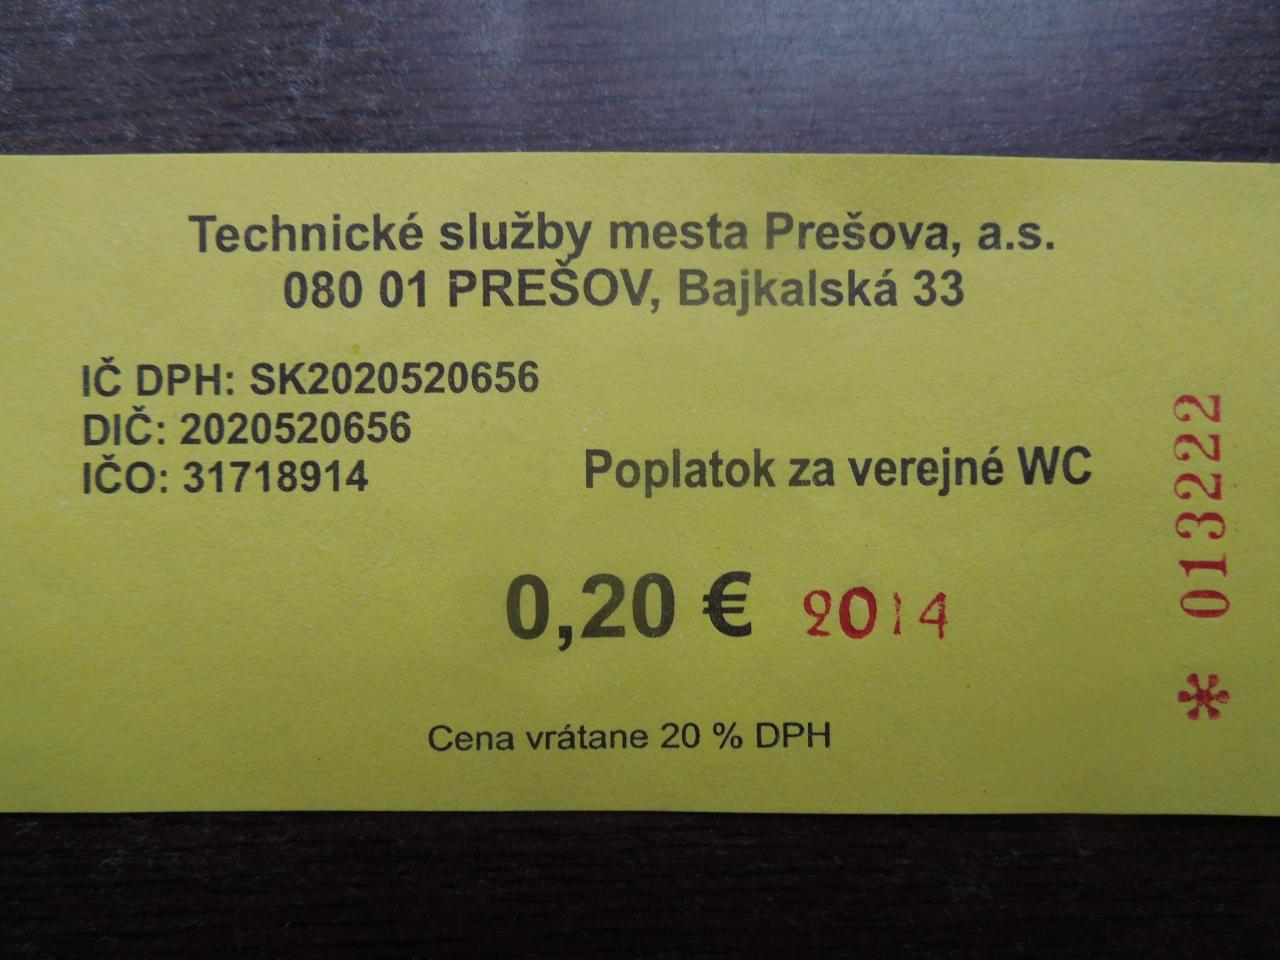 Technické služby mesta Prešova, a.s.
080 01 PREŠOV, Bajkalská 33
IČ DPH: SK2020520656
DIČ: 2020520656
IČO: 31718914
Poplatok za verejné WC
0,20 € 2014
Cena vrátane 20 % DPH
* 013222